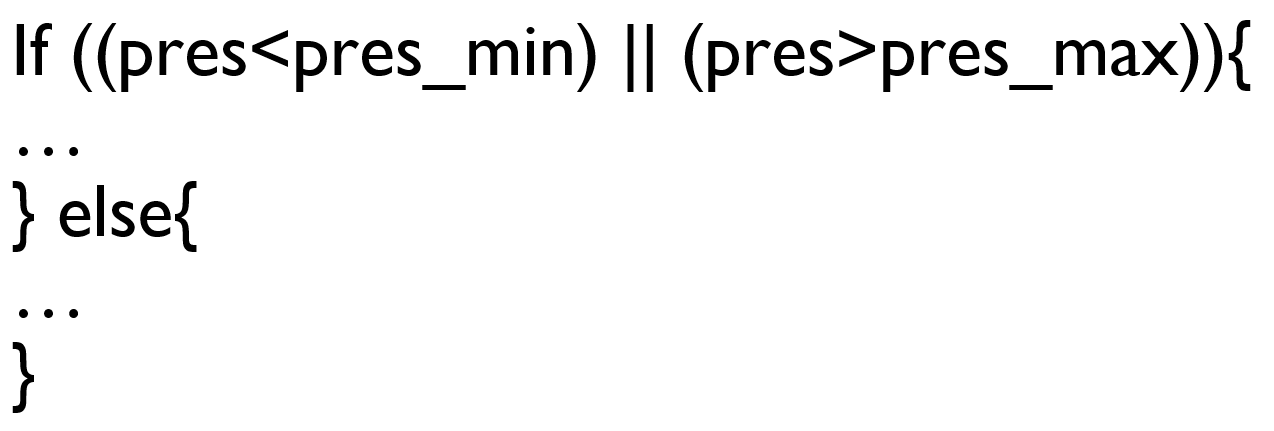 If ((pres<pres_min) || (pres>pres_max)){
…
} else{
…
}